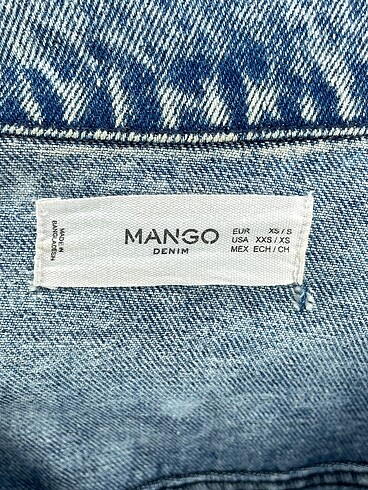 MADE IN
BANGLADESH
MANGO
DENIM
EUR XS / S
USA XXS / XS
MEX ECH / CH